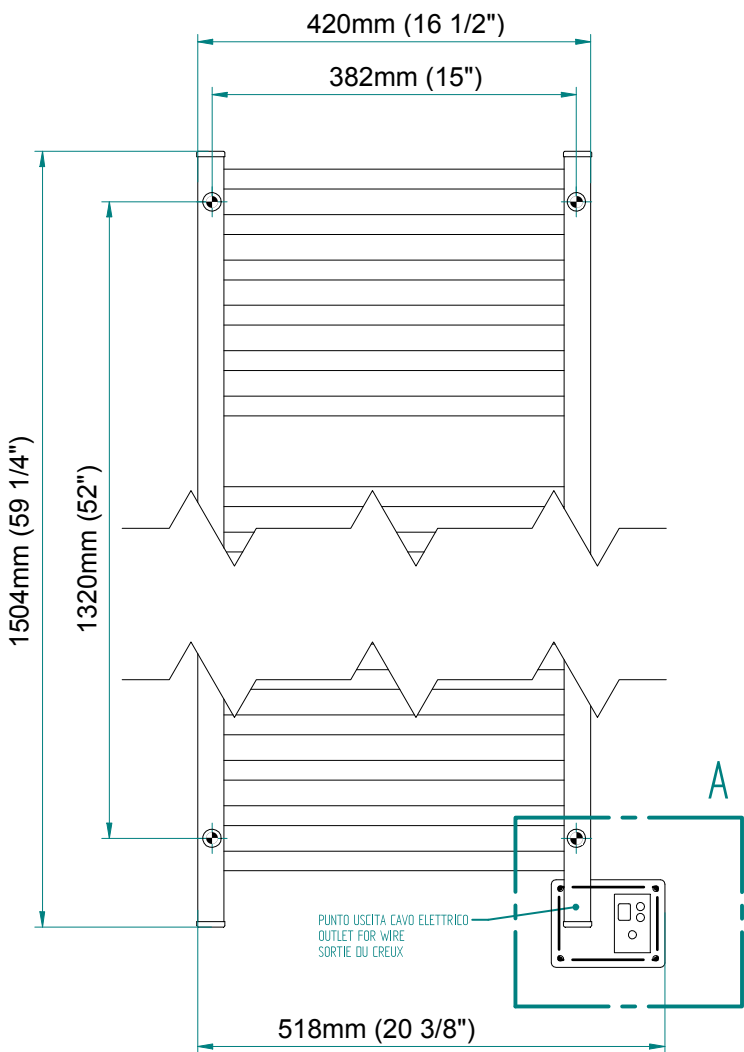 420mm (16 1/2")
382mm (15")
1504mm (59 1/4")
1320mm (52")
A
PUNTO USCITA CAVO ELETTRICO
OUTLET FOR WIRE
SORTIE DU CREUX
518mm (20 3/8")